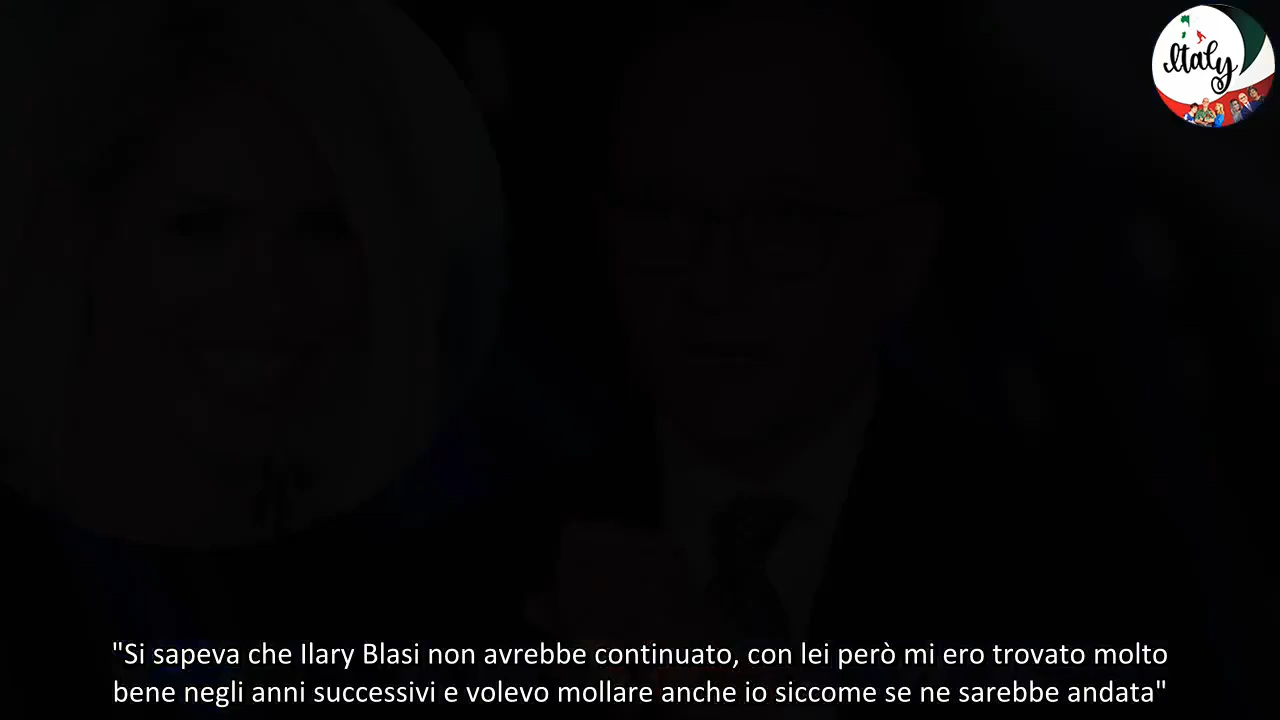 Italy
"Si sapeva che Ilary Blasi non avrebbe continuato, con lei però mi ero trovato molto
bene negli anni successivi e volevo mollare anche io siccome se ne sarebbe andata"